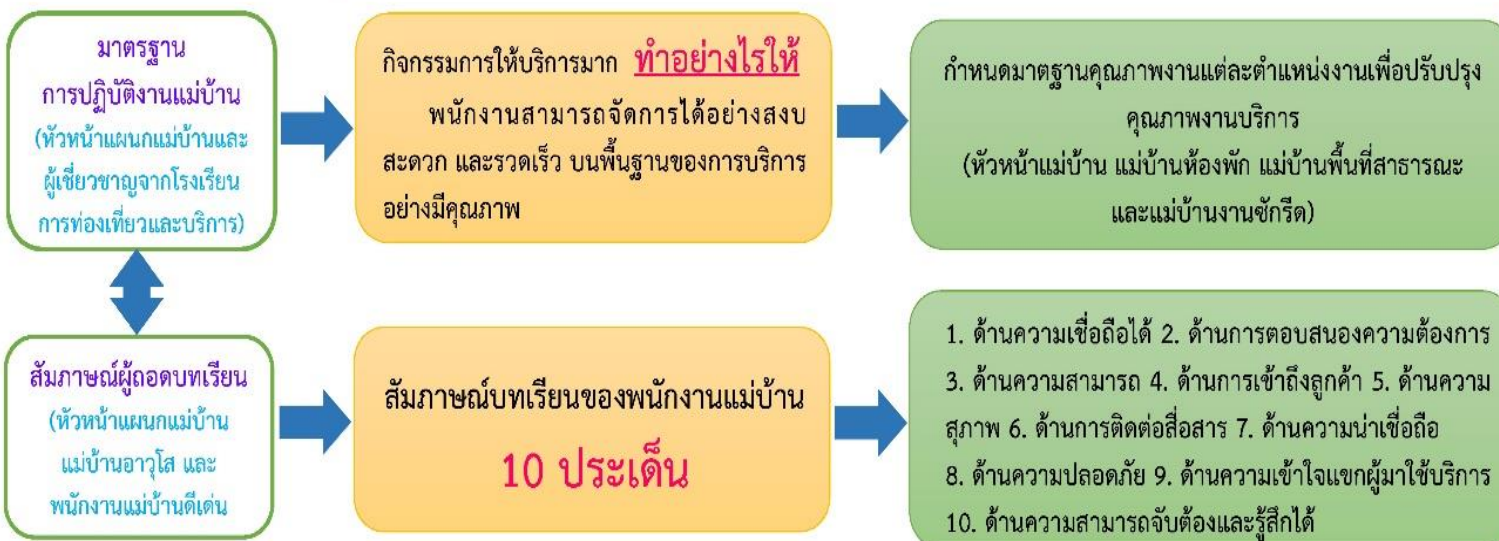 มาตรฐาน
การปฏิบัติงานแม่บ้าน
(หัวหน้าแผนกแม่บ้านและ
ผู้เชี่ยวชาญจากโรงเรียน
การท่องเที่ยวและบริการ)
กิจกรรมการให้บริการมาก ทำอย่างไรให้
พนักงานสามารถจัดการได้อย่างสงบ
สะดวก และรวดเร็ว บนพื้นฐานของการบริการ
อย่างมีคุณภาพ
กำหนดมาตฐานคุณภาพงานแต่ละตำแหน่งงานเพื่อปรับปรุง
คุณภาพงานบริการ
(หัวหน้าแม่บ้าน แม่บ้านห้องพัก แม่บ้านพื้นที่สาธารณะ
และแม่บ้านงานซักรีด)
สัมภาษณ์ผู้ถอดบทเรียน
(หัวหน้าแผนกแม่บ้าน
แม่บ้านอาวุโส และ
พนักงานแม่บ้านดีเด่น
สัมภาษณ์บทเรียนของพนักงานแม่บ้าน
10 ประเด็น
1. ด้านความเชื่อถือได้ 2. ด้านการตอบสนองความต้องการ
3. ด้านความสามารถ 4. ด้านการเข้าถึงลูกค้า 5. ด้านความ
สุภาพ 6. ด้านการติดต่อสื่อสาร 7. ด้านความน่าเชื่อถือ
8. ด้านความปลอดภัย 9. ด้านความเข้าใจแขกผู้มาใช้บริการ
10. ด้านความสามารถจับต้องและรู้สึกได้